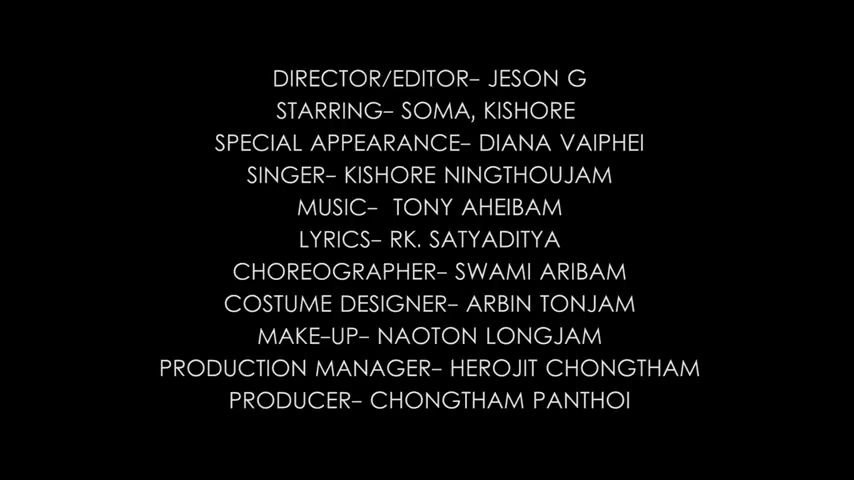 DIRECTOR/EDITOR- JESON G
STARRING- SOMA, KISHORE
SPECIAL APPEARANCE- DIANA VAIPHEI
SINGER- KISHORE NINGTHOUJAM
MUSIC- TONY AHEIBAM
LYRICS- RK. SATYADITYA
CHOREOGRAPHER- SWAMI ARIBAM
COSTUME DESIGNER- ARBIN TONJAM
MAKE-UP- NAOTON LONGJAM
PRODUCTION MANAGER- HEROJIT CHONGTHAM
PRODUCER- CHONGTHAM PANTHOI